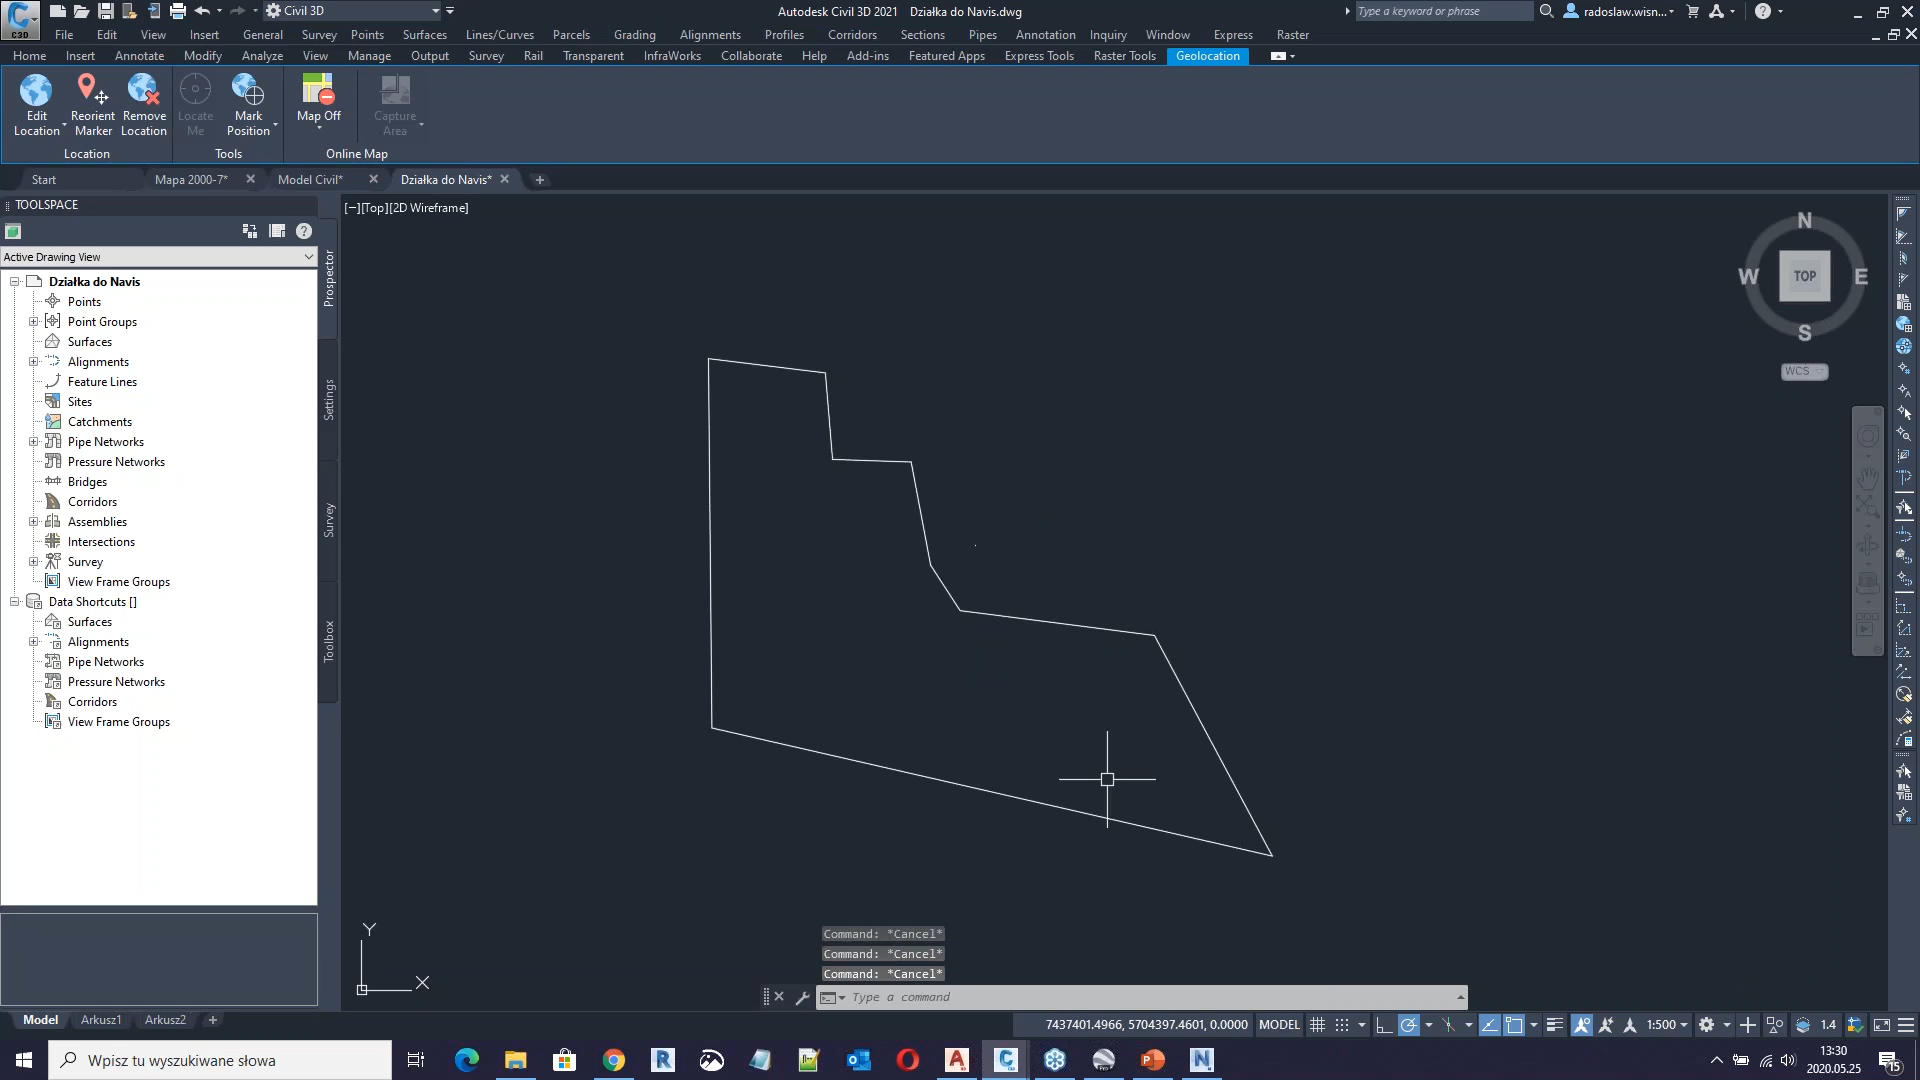 Civil 3D
Autodesk Civil 3D 2021 Działka do Navis.dwg
Type a keyword or phrase
radoslaw.wisn...
C3D
File Edit View Insert General Survey Points Surfaces Lines/Curves Parcels Grading Alignments Profiles Corridors Sections Pipes Annotation Inquiry Window Express Raster
Home Insert Annotate Modify Analyze View Manage Output Survey Rail Transparent InfraWorks Collaborate Help Add-ins Featured Apps Express Tools Raster Tools Geolocation
Edit Location
Reorient Marker
Remove Location
Locate Me
Mark Position
Map Off
Capture Area
Location Tools Online Map
Start Mapa 2000-7* Model Civil* Działka do Navis*
TOOLSPACE
[−][Top][2D Wireframe]
Active Drawing View
Działka do Navis
Points
Point Groups
Surfaces
Alignments
Feature Lines
Sites
Catchments
Pipe Networks
Pressure Networks
Bridges
Corridors
Assemblies
Intersections
Survey
View Frame Groups
Data Shortcuts []
Surfaces
Alignments
Pipe Networks
Pressure Networks
Corridors
View Frame Groups
Prospector
Settings
Survey
Toolbox
N
W TOP E
S
WCS
Y
X
Command: *Cancel*
Command: *Cancel*
Command: *Cancel*
Type a command
Model Arkusz1 Arkusz2
7437401.4966, 5704397.4601, 0.0000 MODEL 1:500 1.4
Wpisz tu wyszukiwane słowa
13:30
2020.05.25
15